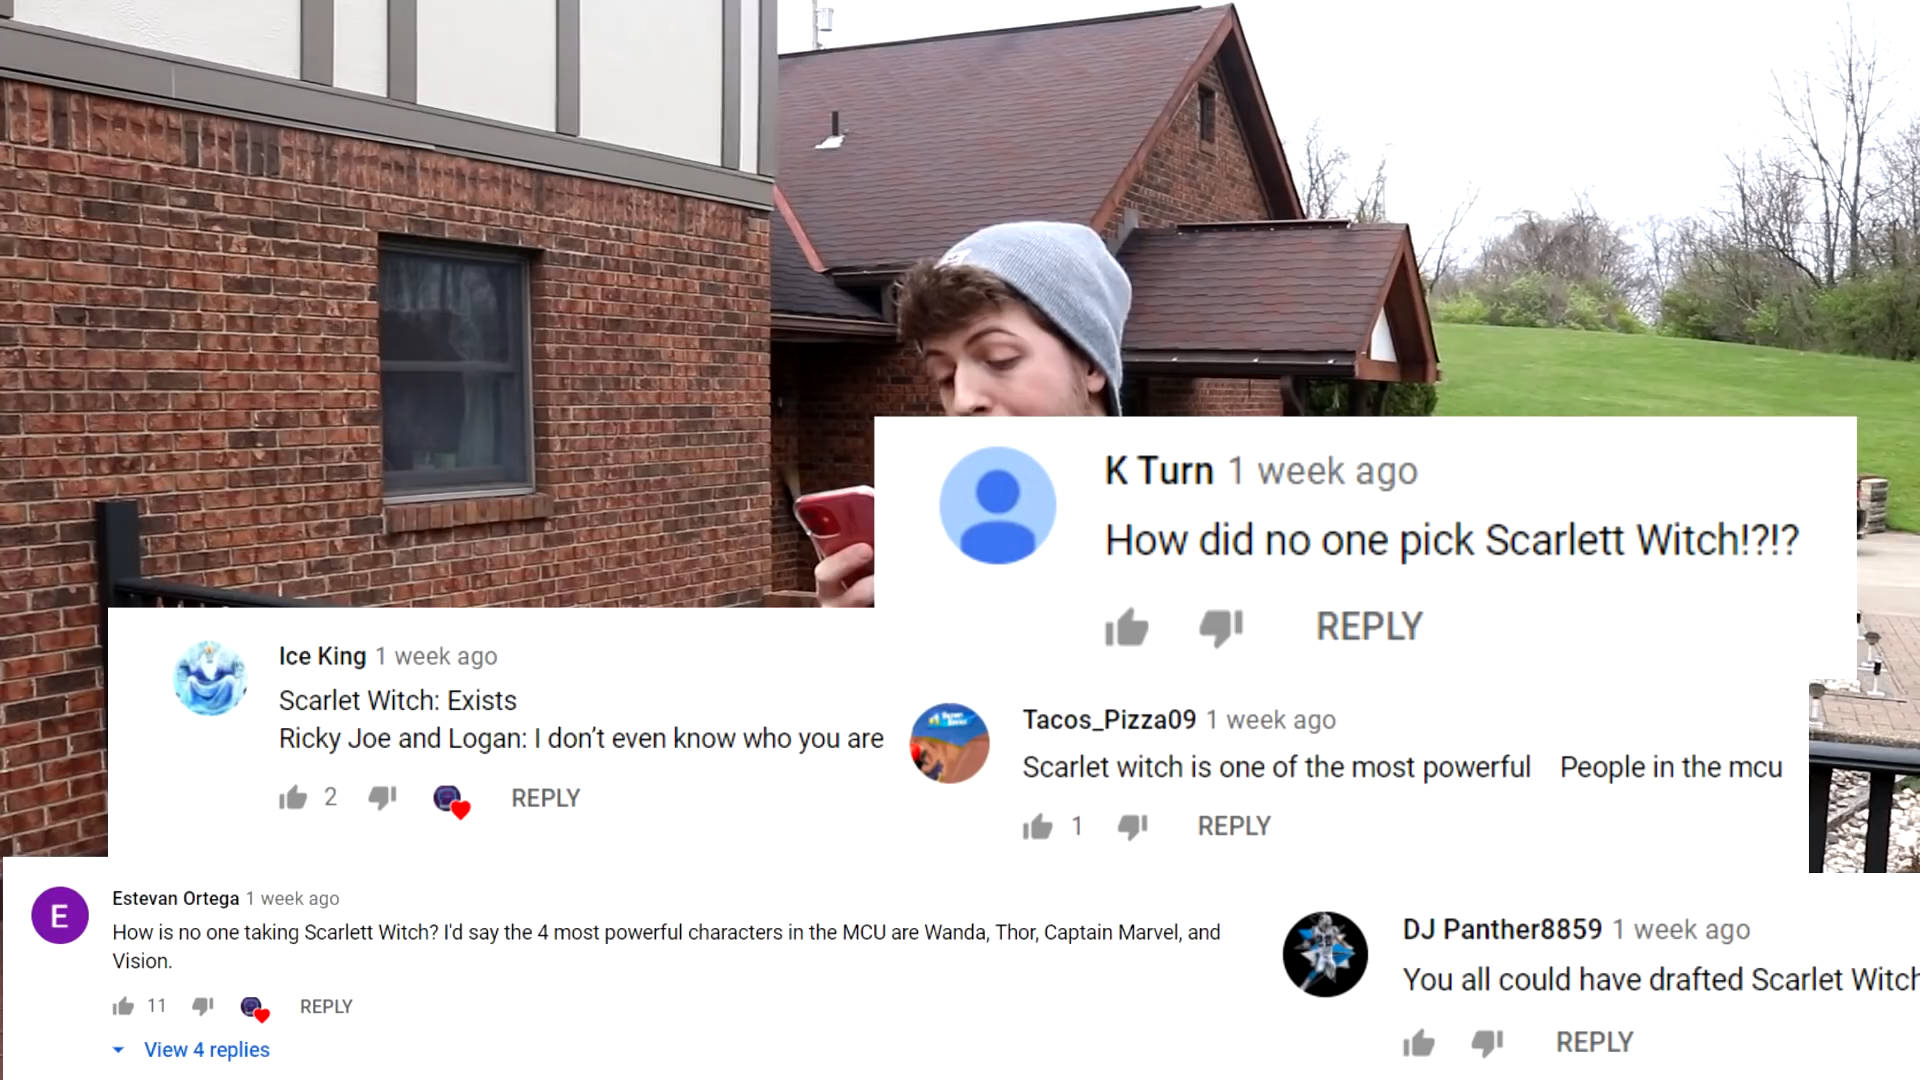 K Turn 1 week ago
How did no one pick Scarlett Witch!?!?
REPLY
Ice King 1 week ago
Scarlet Witch: Exists
Ricky Joe and Logan: I don’t even know who you are
2 REPLY
Tacos_Pizza09 1 week ago
Scarlet witch is one of the most powerful People in the mcu
1 REPLY
E
Estevan Ortega 1 week ago
How is no one taking Scarlett Witch? I'd say the 4 most powerful characters in the MCU are Wanda, Thor, Captain Marvel, and
Vision.
11 REPLY
View 4 replies
DJ Panther8859 1 week ago
You all could have drafted Scarlet Witch
REPLY